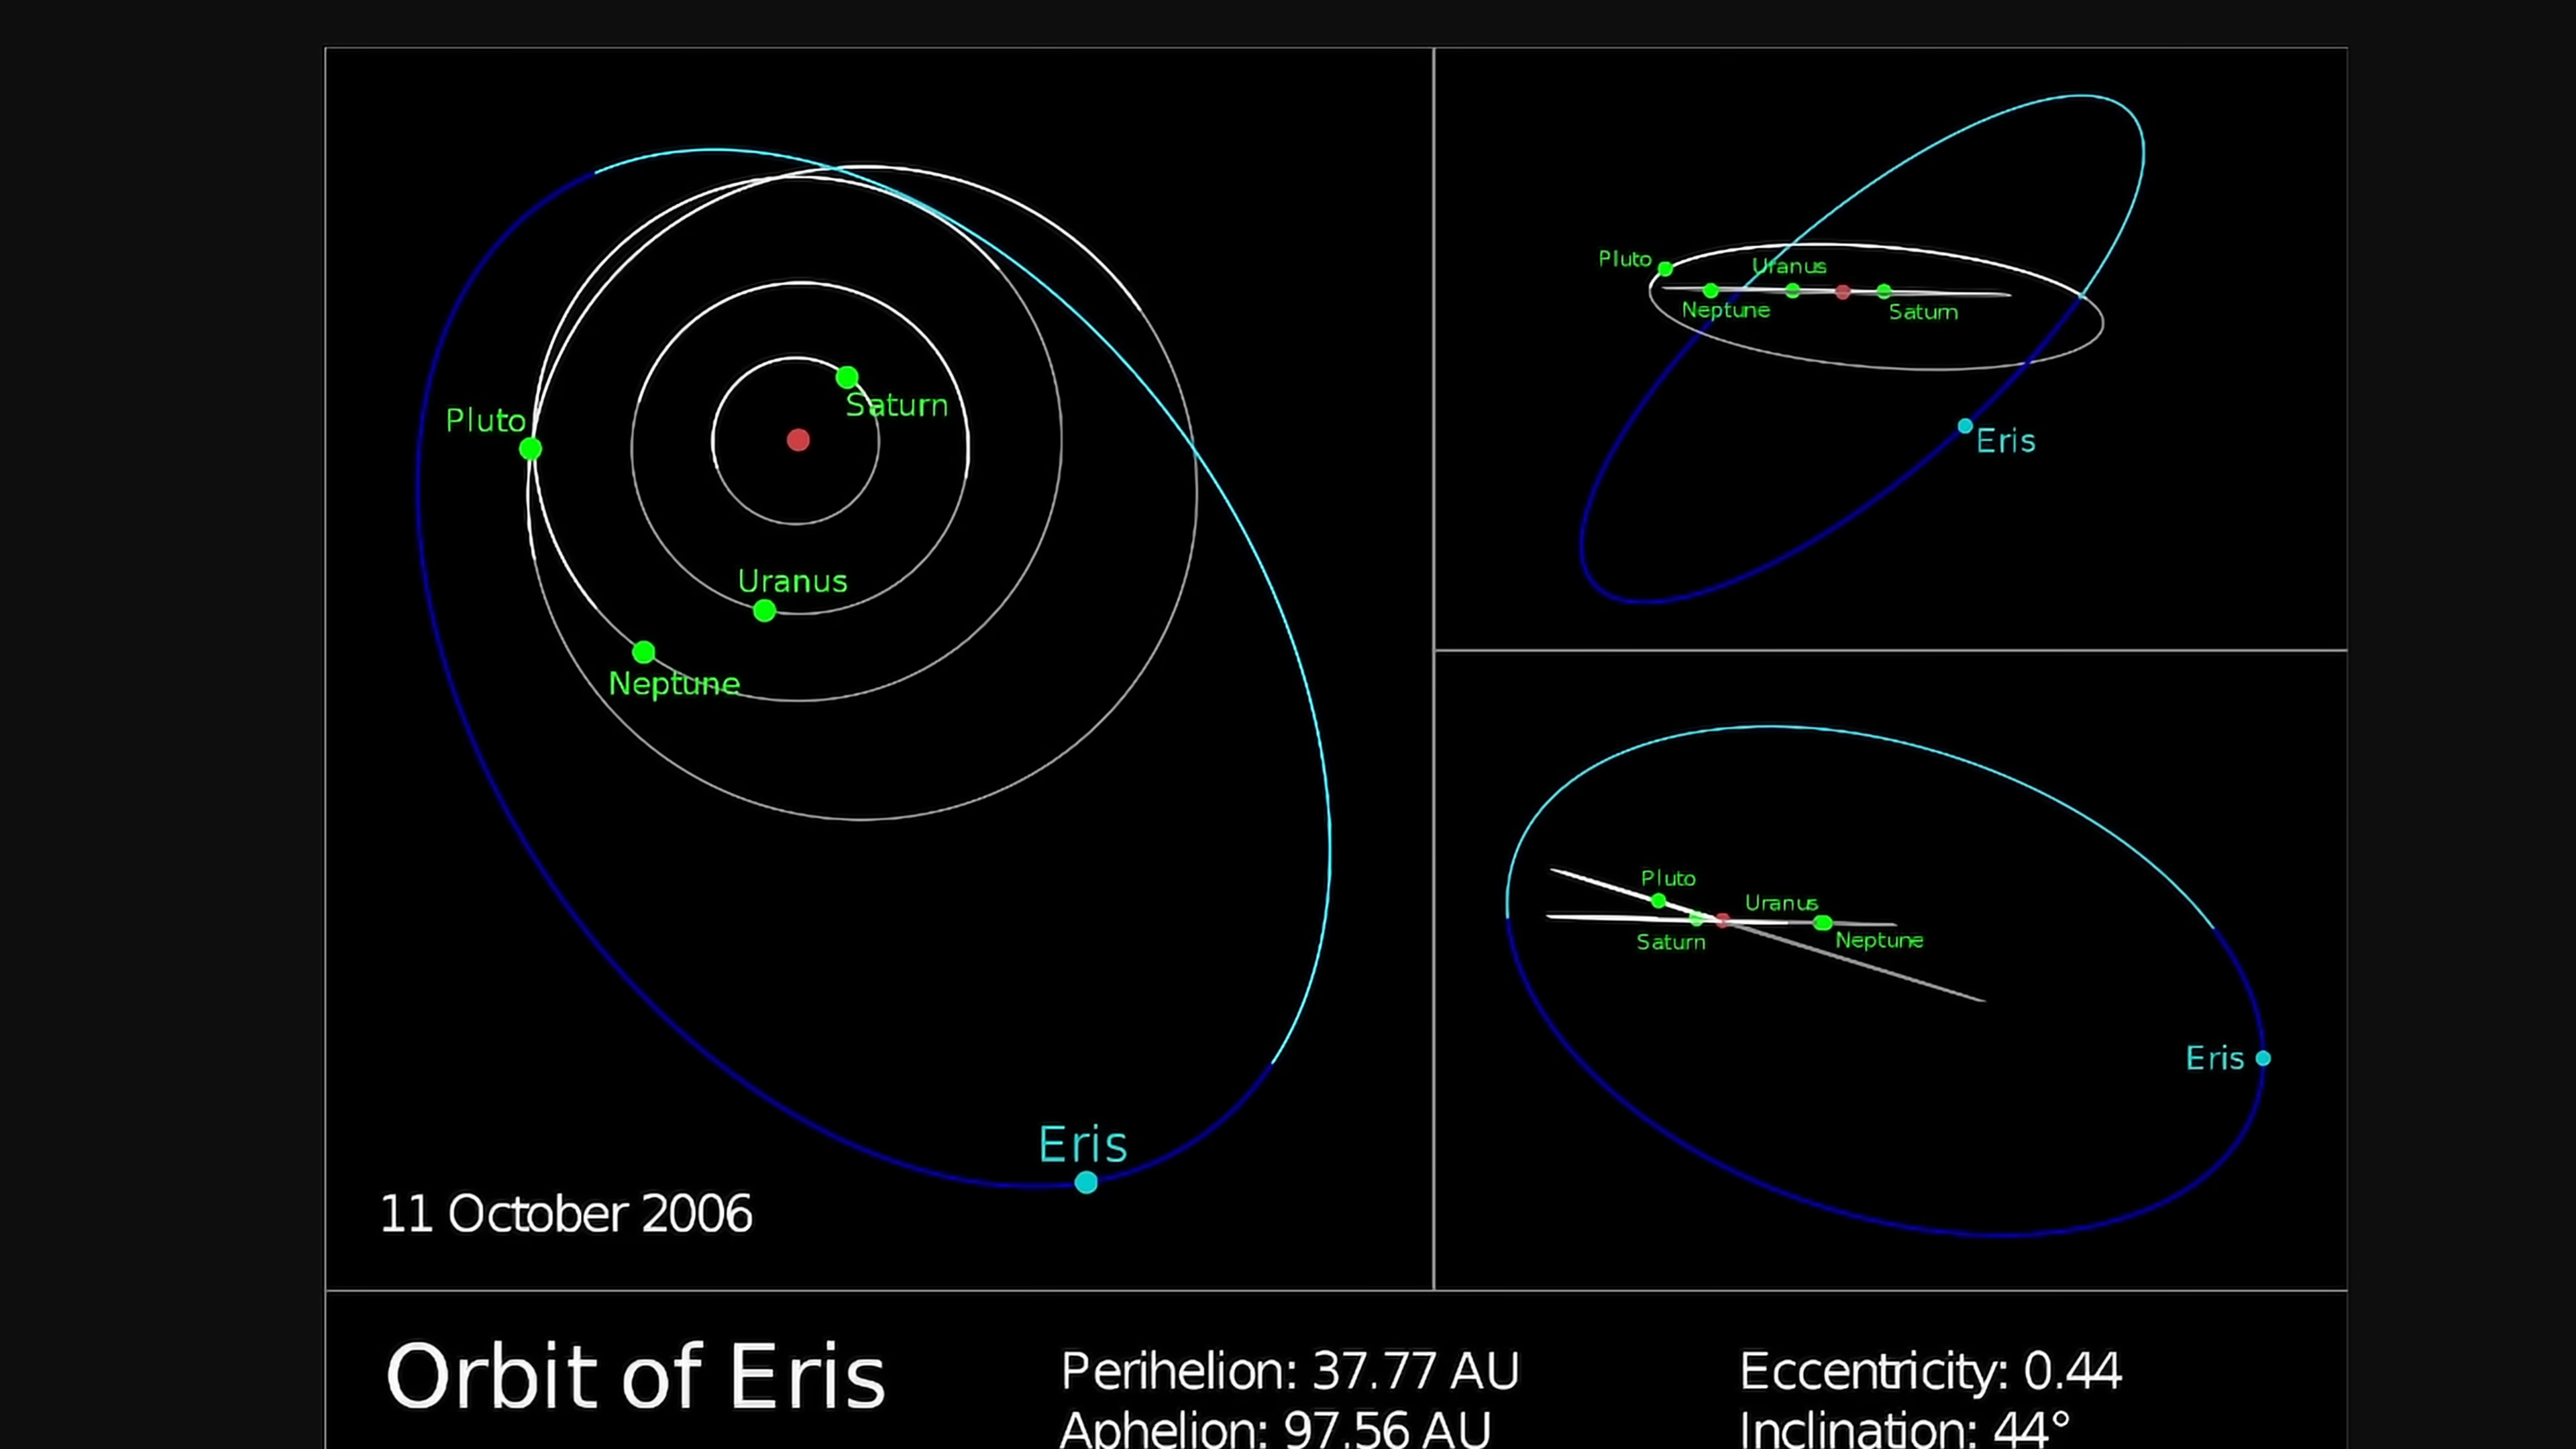 Saturn
Pluto
Uranus
Neptune
Eris
11 October 2006
Pluto
Uranus
Neptune
Saturn
Eris
Pluto
Uranus
Saturn
Neptune
Eris
Orbit of Eris
Perihelion: 37.77 AU
Aphelion: 97.56 AU
Eccentricity: 0.44
Inclination: 44°